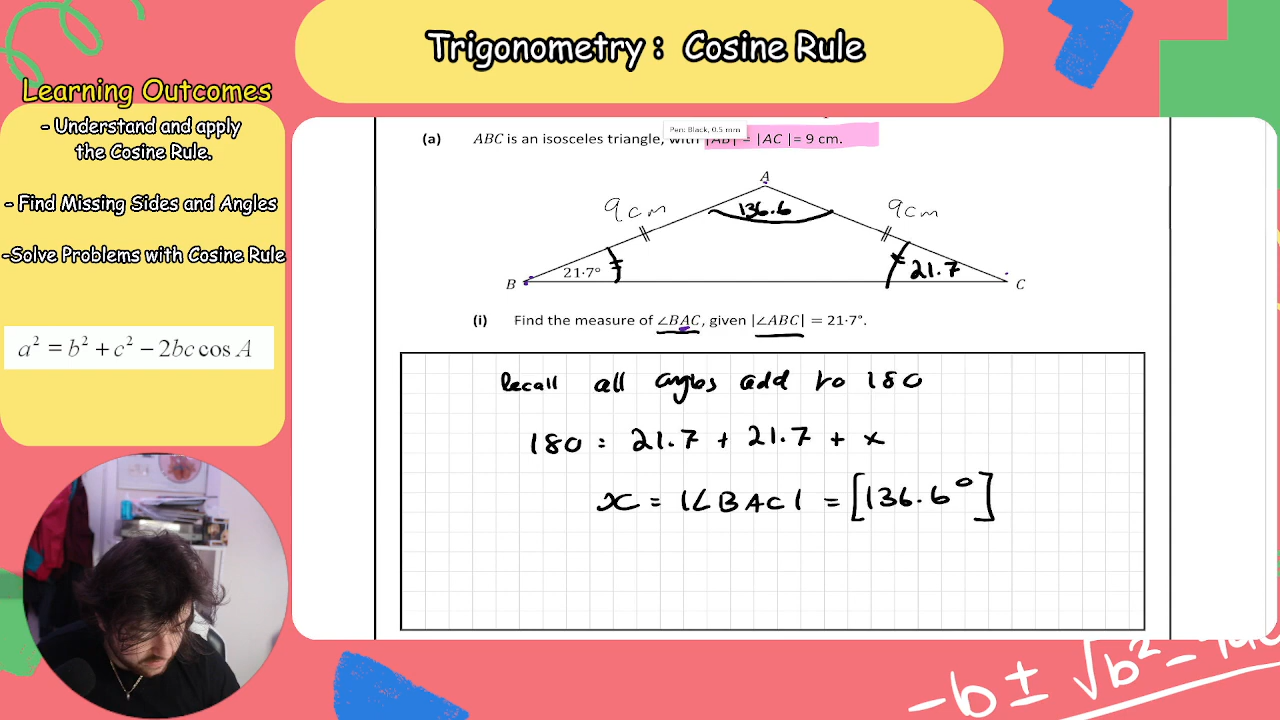 Trigonometry : Cosine Rule
Learning Outcomes
- Understand and apply
the Cosine Rule.
- Find Missing Sides and Angles
-Solve Problems with Cosine Rule
a² = b² + c² − 2bc cos A
Pen: Black, 0.5 mm
(a) ABC is an isosceles triangle, with |AB| = |AC| = 9 cm.
A
9cm
136.6
9cm
B
21·7°
21.7
C
(i) Find the measure of ∠BAC, given |∠ABC| = 21·7°.
Recall all angles add to 180
180 = 21.7 + 21.7 + x
x = |∠BAC| = [136.6°]
-b ± √b² - 4ac